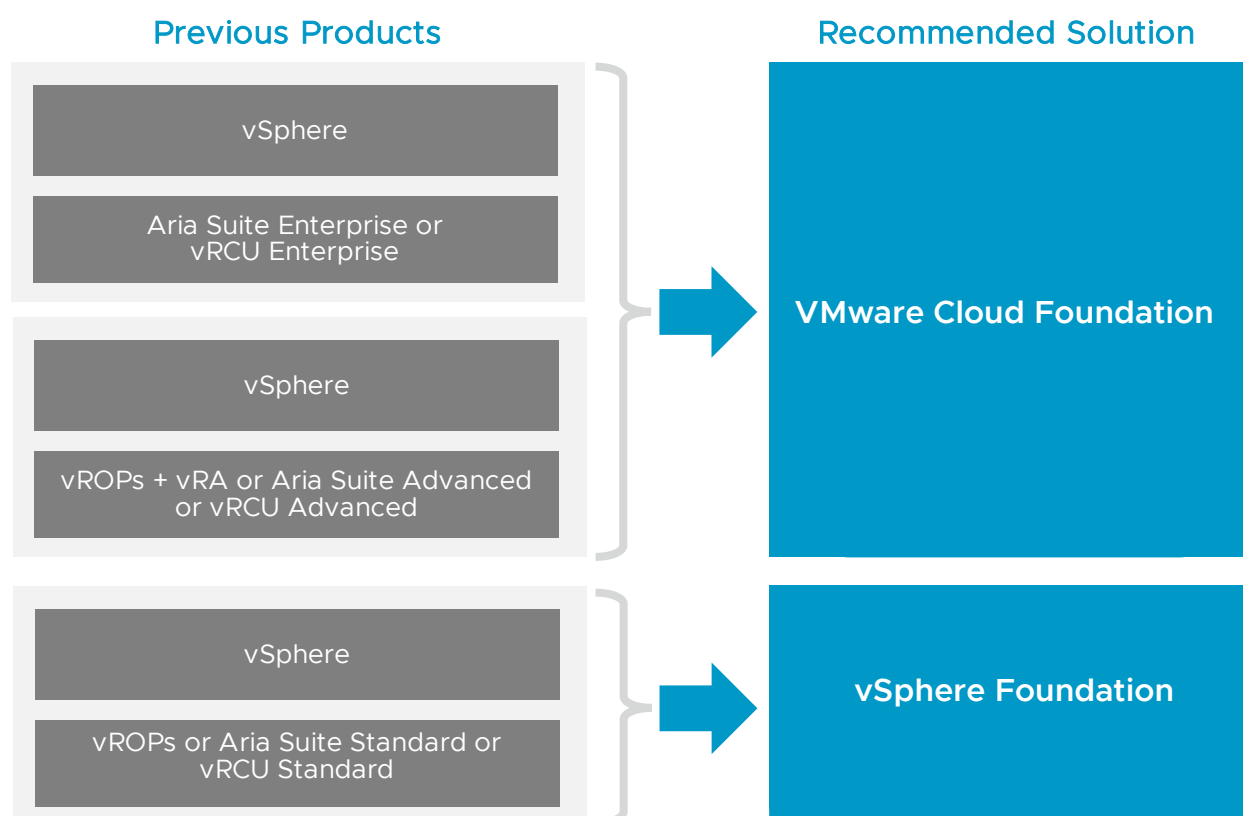 Previous Products
Recommended Solution
vSphere
Aria Suite Enterprise or
vRCU Enterprise
VMware Cloud Foundation
vSphere
vROPs + vRA or Aria Suite Advanced
or vRCU Advanced
vSphere
vROPs or Aria Suite Standard or
vRCU Standard
vSphere Foundation